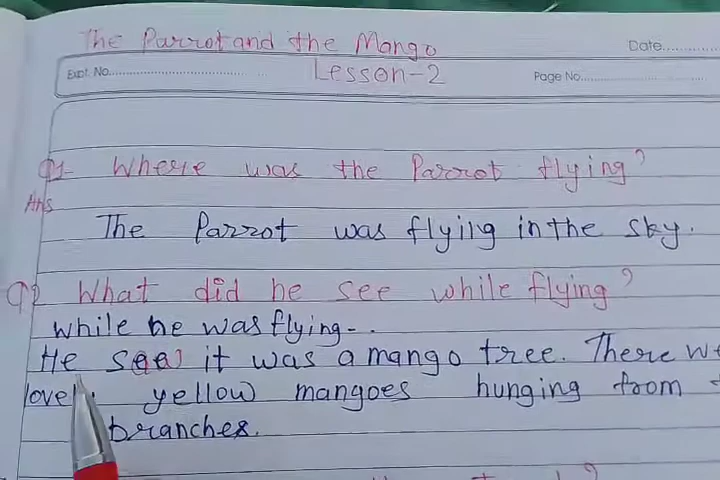 The Parrot and the Mango
Date
Expt. No. Lesson-2 Page No.
Q1- Where was the Parrot flying?
Ans
The Parrot was flying in the sky.
Q2 What did he see while flying?
while he was flying-..
He it was a mango tree. There
yellow mangoes hunging from
branches.